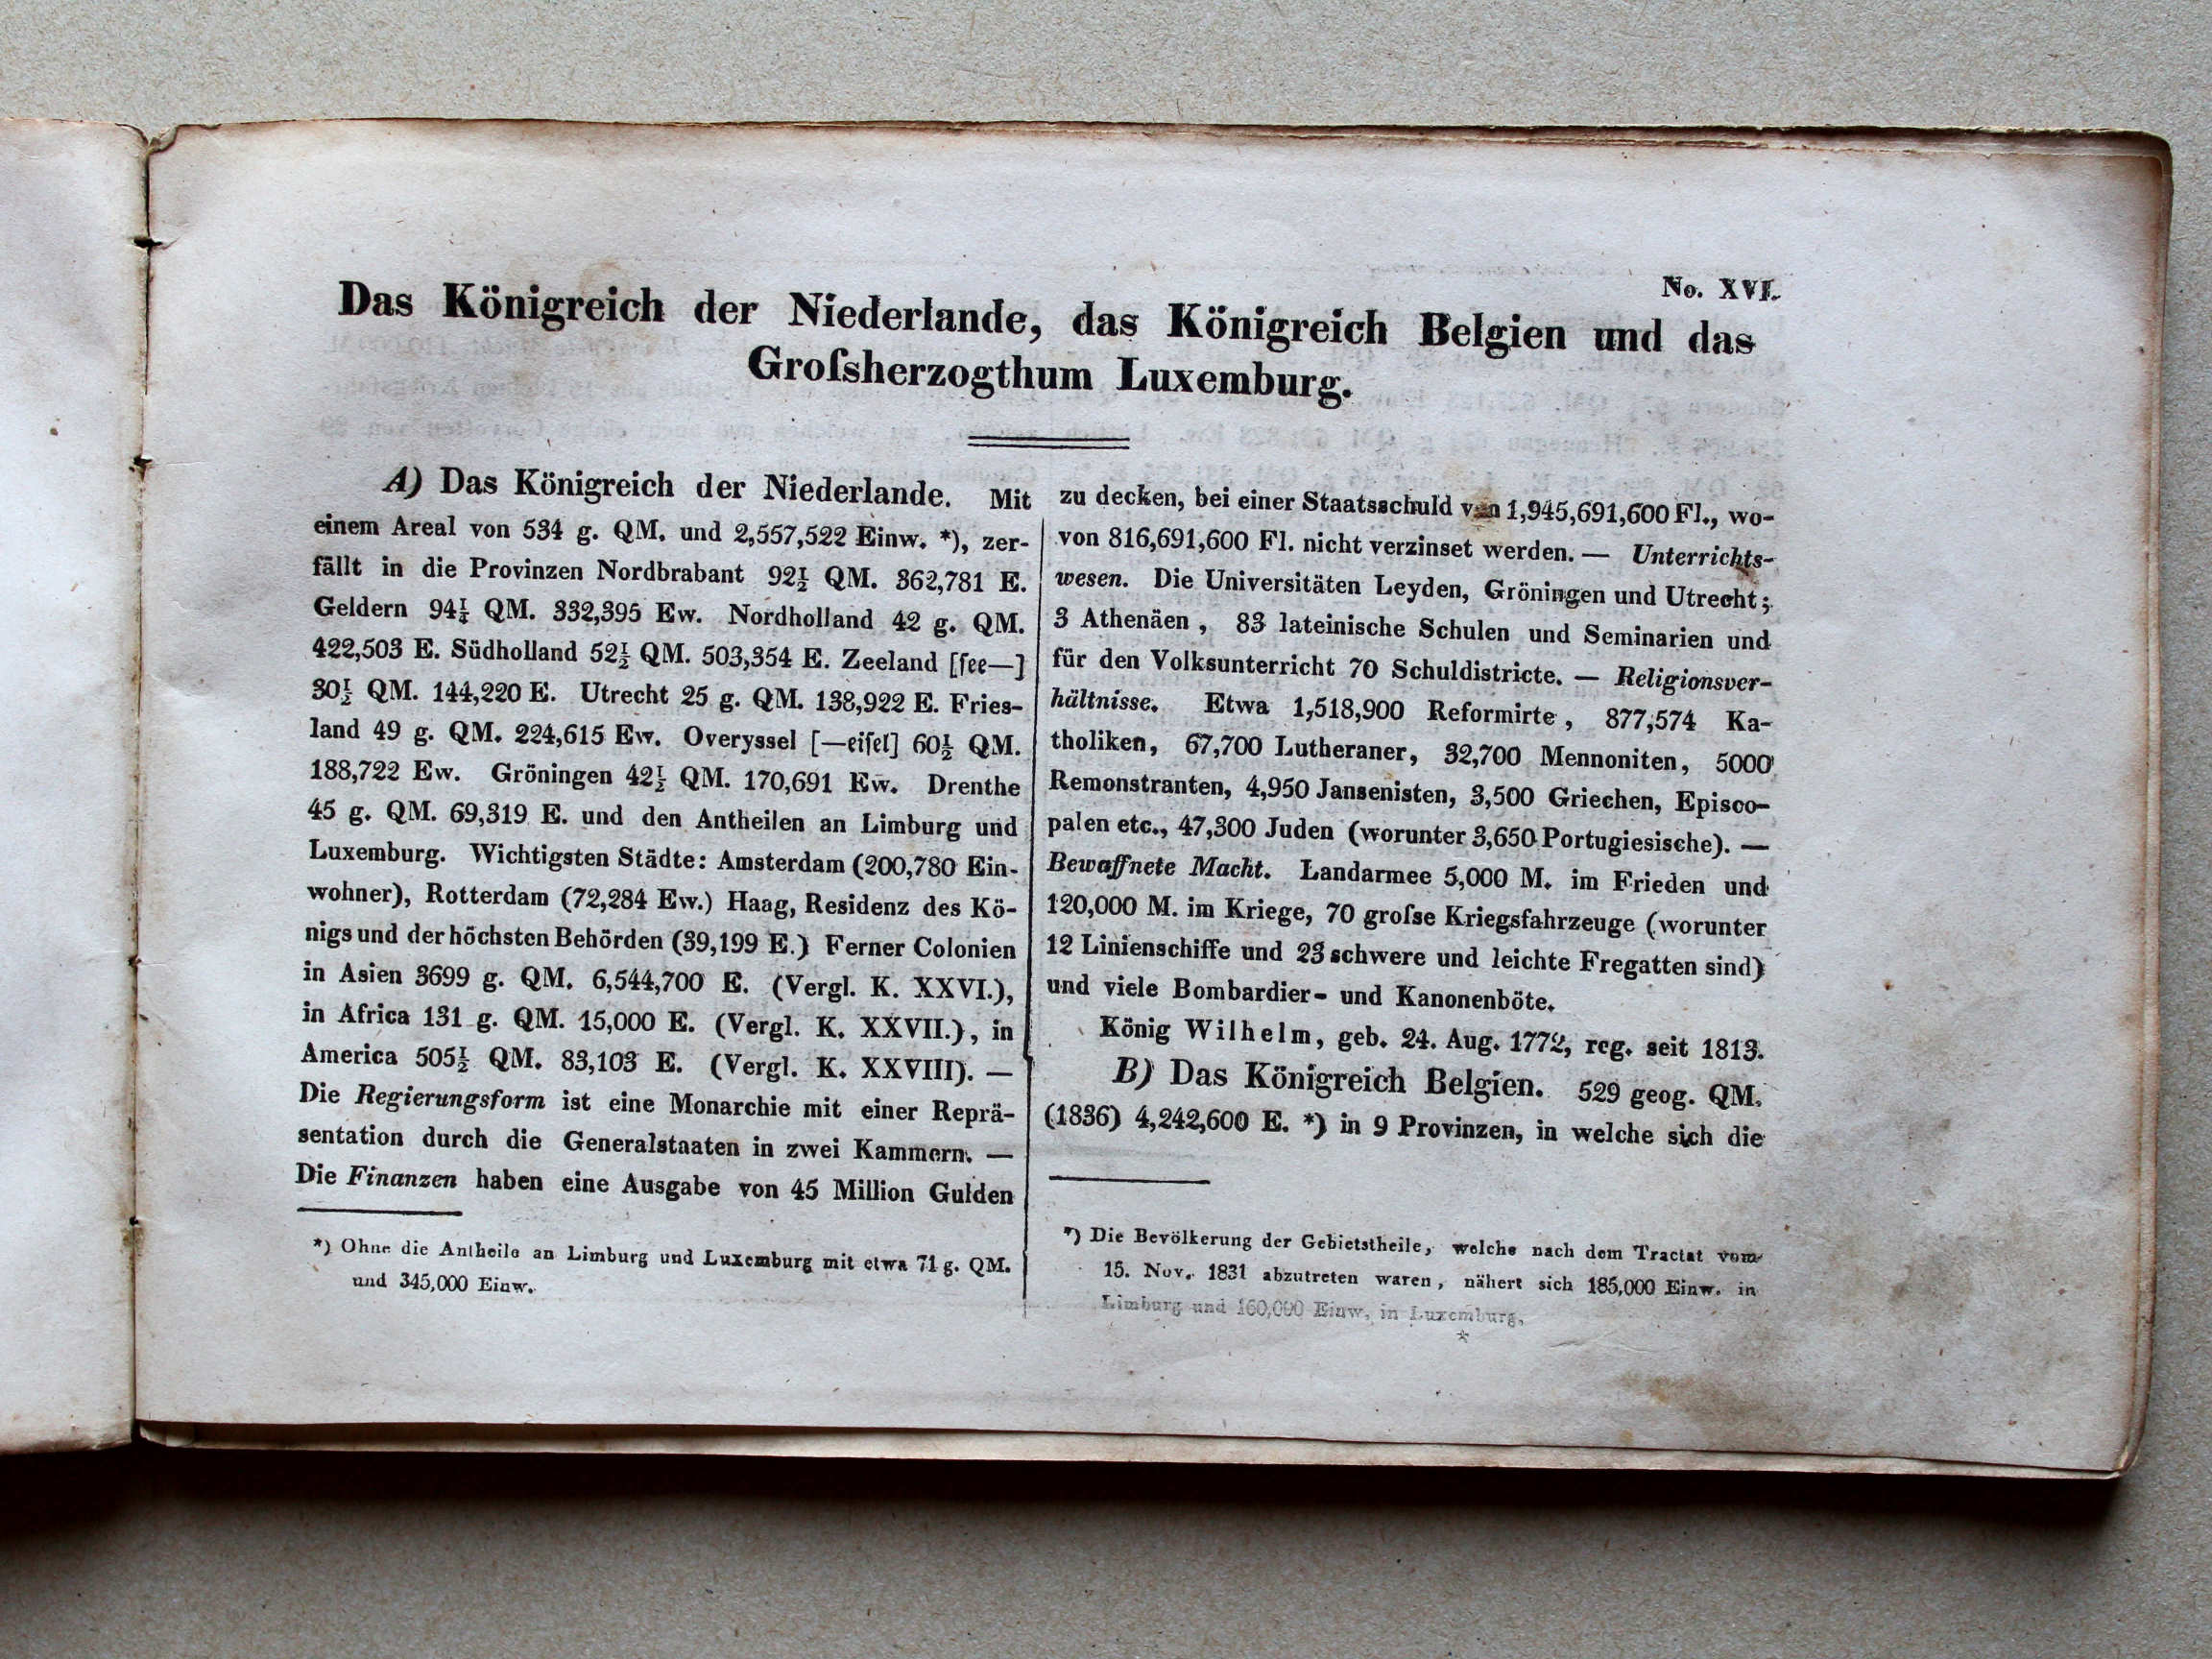 No. XVI.
Das Königreich der Niederlande, das Königreich Belgien und das
Groſsherzogthum Luxemburg.
A) Das Königreich der Niederlande. Mit
einem Areal von 534 g. QM. und 2,557,522 Einw. *), zer-
fällt in die Provinzen Nordbrabant 92½ QM. 362,781 E.
Geldern 94¼ QM. 332,395 Ew. Nordholland 42 g. QM.
422,503 E. Südholland 52½ QM. 503,354 E. Zeeland [ſee—]
30½ QM. 144,220 E. Utrecht 25 g. QM. 138,922 E. Fries-
land 49 g. QM. 224,615 Ew. Overyssel [—eiſel] 60½ QM.
188,722 Ew. Gröningen 42½ QM. 170,691 Ew. Drenthe
45 g. QM. 69,319 E. und den Antheilen an Limburg und
Luxemburg. Wichtigsten Städte: Amsterdam (200,780 Ein-
wohner), Rotterdam (72,284 Ew.) Haag, Residenz des Kö-
nigs und der höchsten Behörden (39,199 E.) Ferner Colonien
in Asien 3699 g. QM. 6,544,700 E. (Vergl. K. XXVI.),
in Africa 131 g. QM. 15,000 E. (Vergl. K. XXVII.), in
America 505½ QM. 83,103 E. (Vergl. K. XXVIII). —
Die Regierungsform ist eine Monarchie mit einer Reprä-
sentation durch die Generalstaaten in zwei Kammern. —
Die Finanzen haben eine Ausgabe von 45 Million Gulden
*) Ohne die Antheile an Limburg und Luxemburg mit etwa 71 g. QM.
und 345,000 Einw.
zu decken, bei einer Staatsschuld von 1,945,691,600 Fl., wo-
von 816,691,600 Fl. nicht verzinset werden. — Unterrichts-
wesen. Die Universitäten Leyden, Gröningen und Utrecht;
3 Athenäen, 83 lateinische Schulen und Seminarien und
für den Volksunterricht 70 Schuldistricte. — Religionsver-
hältnisse. Etwa 1,518,900 Reformirte, 877,574 Ka-
tholiken, 67,700 Lutheraner, 32,700 Mennoniten, 5000
Remonstranten, 4,950 Jansenisten, 3,500 Griechen, Episco-
palen etc., 47,300 Juden (worunter 3,650 Portugiesische). —
Bewaffnete Macht. Landarmee 5,000 M. im Frieden und
120,000 M. im Kriege, 70 groſse Kriegsfahrzeuge (worunter
12 Linienschiffe und 23 schwere und leichte Fregatten sind)
und viele Bombardier- und Kanonenböte.
König Wilhelm, geb. 24. Aug. 1772, reg. seit 1813.
B) Das Königreich Belgien. 529 geog. QM.
(1836) 4,242,600 E. *) in 9 Provinzen, in welche sich die
*) Die Bevölkerung der Gebietstheile, welche nach dem Tractat vom
15. Nov. 1831 abzutreten waren, nähert sich 185,000 Einw. in
Limburg und 160,000 Einw. in Luxemburg.
*